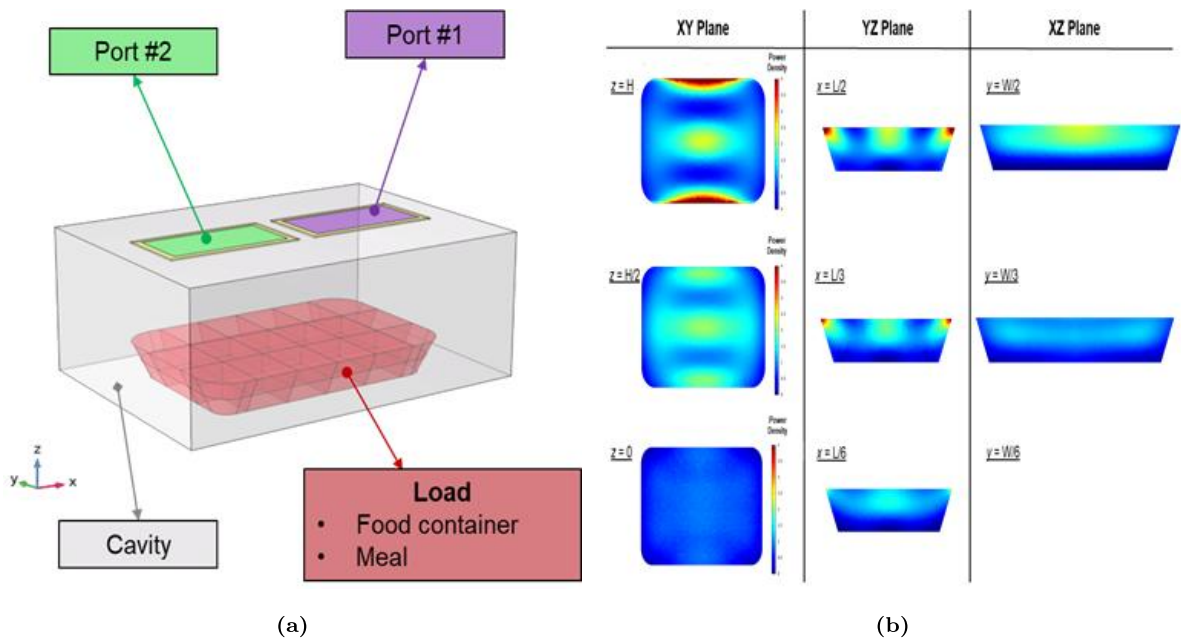 Port #2
Port #1
Load
• Food container
• Meal
Cavity
z
y
x
(a)
XY Plane
YZ Plane
XZ Plane
Power
Density
z = H
x = L/2
y = W/2
Power
Density
z = H/2
x = L/3
y = W/3
Power
Density
z = 0
x = L/6
y = W/6
(b)